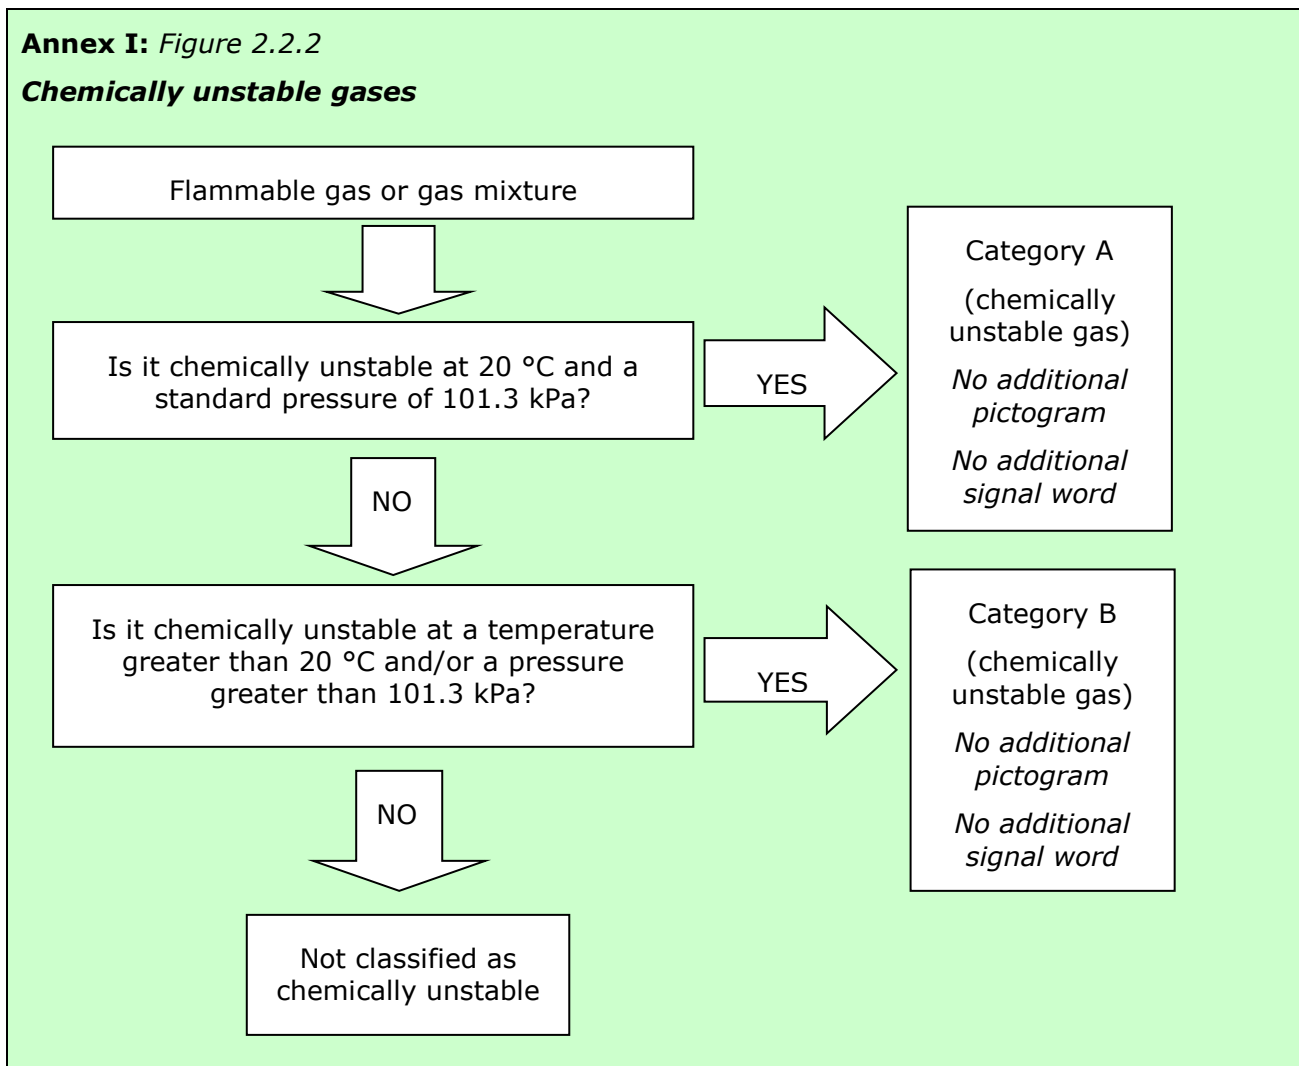 Annex I: Figure 2.2.2
Chemically unstable gases
Flammable gas or gas mixture
Is it chemically unstable at 20 °C and a
standard pressure of 101.3 kPa?
YES
Category A
(chemically
unstable gas)
No additional
pictogram
No additional
signal word
NO
Is it chemically unstable at a temperature
greater than 20 °C and/or a pressure
greater than 101.3 kPa?
YES
Category B
(chemically
unstable gas)
No additional
pictogram
No additional
signal word
NO
Not classified as
chemically unstable